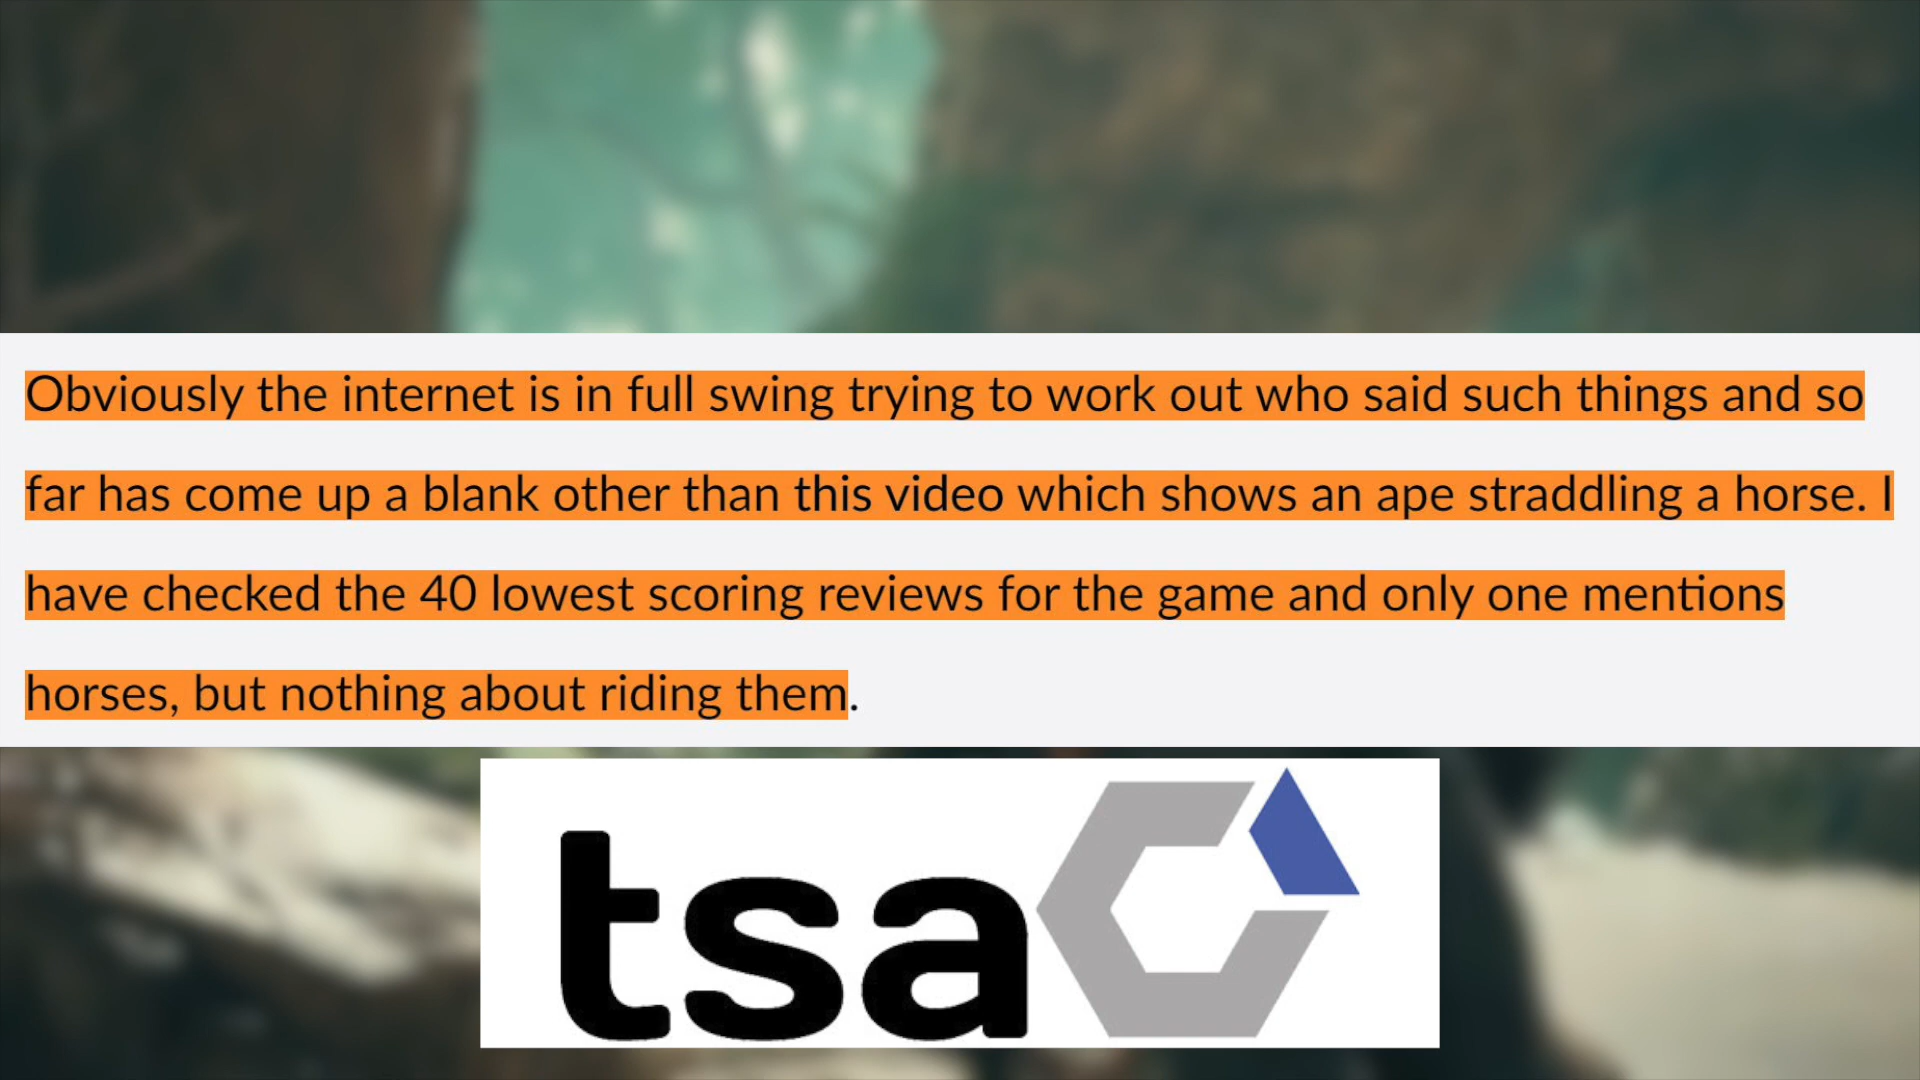 Obviously the internet is in full swing trying to work out who said such things and so
far has come up a blank other than this video which shows an ape straddling a horse. I
have checked the 40 lowest scoring reviews for the game and only one mentions
horses, but nothing about riding them.
tsa